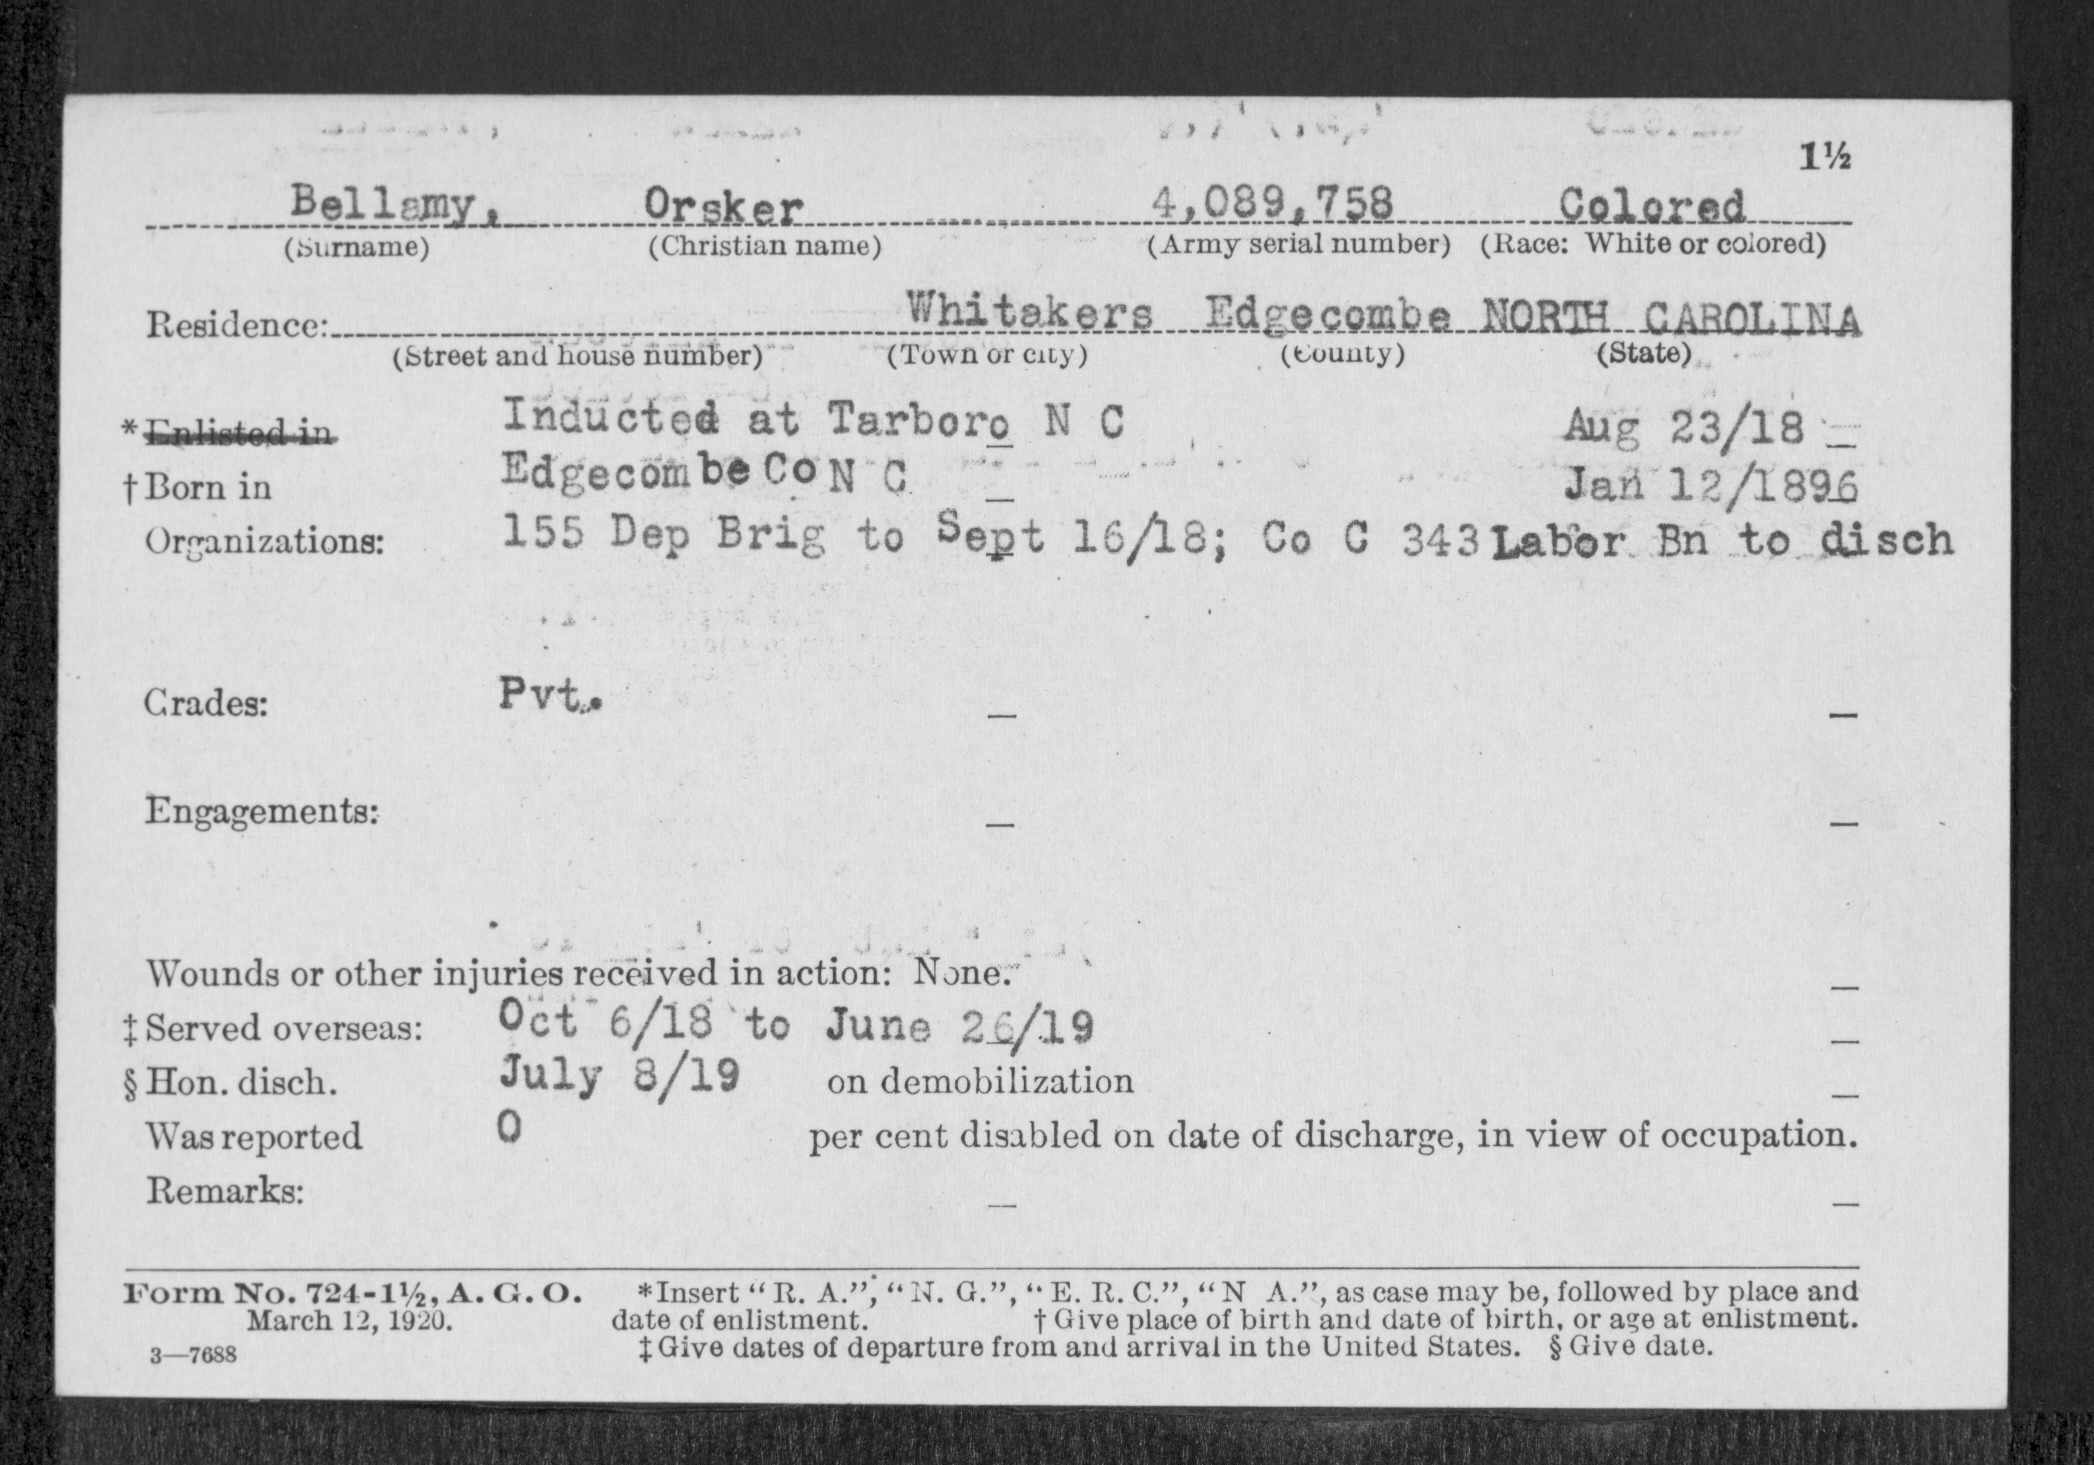 1½
Bellamy, Orsker 4,089,758 Colored
(Surname) (Christian name) (Army serial number) (Race: White or colored)
Residence: Whitakers Edgecombe NORTH CAROLINA
(Street and house number) (Town or city) (County) (State)
*Enlisted in Inducted at Tarboro N C Aug 23/18
†Born in Edgecombe Co N C Jan 12/1896
Organizations: 155 Dep Brig to Sept 16/18; Co C 343 Labor Bn to disch
Grades: Pvt.
Engagements:
Wounds or other injuries received in action: None.
‡Served overseas: Oct 6/18 to June 26/19
§Hon. disch. July 8/19 on demobilization
Was reported 0 per cent disabled on date of discharge, in view of occupation.
Remarks:
Form No. 724-1½, A. G. O. *Insert "R. A.", "N. G.", "E. R. C.", "N A.", as case may be, followed by place and
March 12, 1920. date of enlistment. †Give place of birth and date of birth, or age at enlistment.
3—7688 ‡Give dates of departure from and arrival in the United States. §Give date.